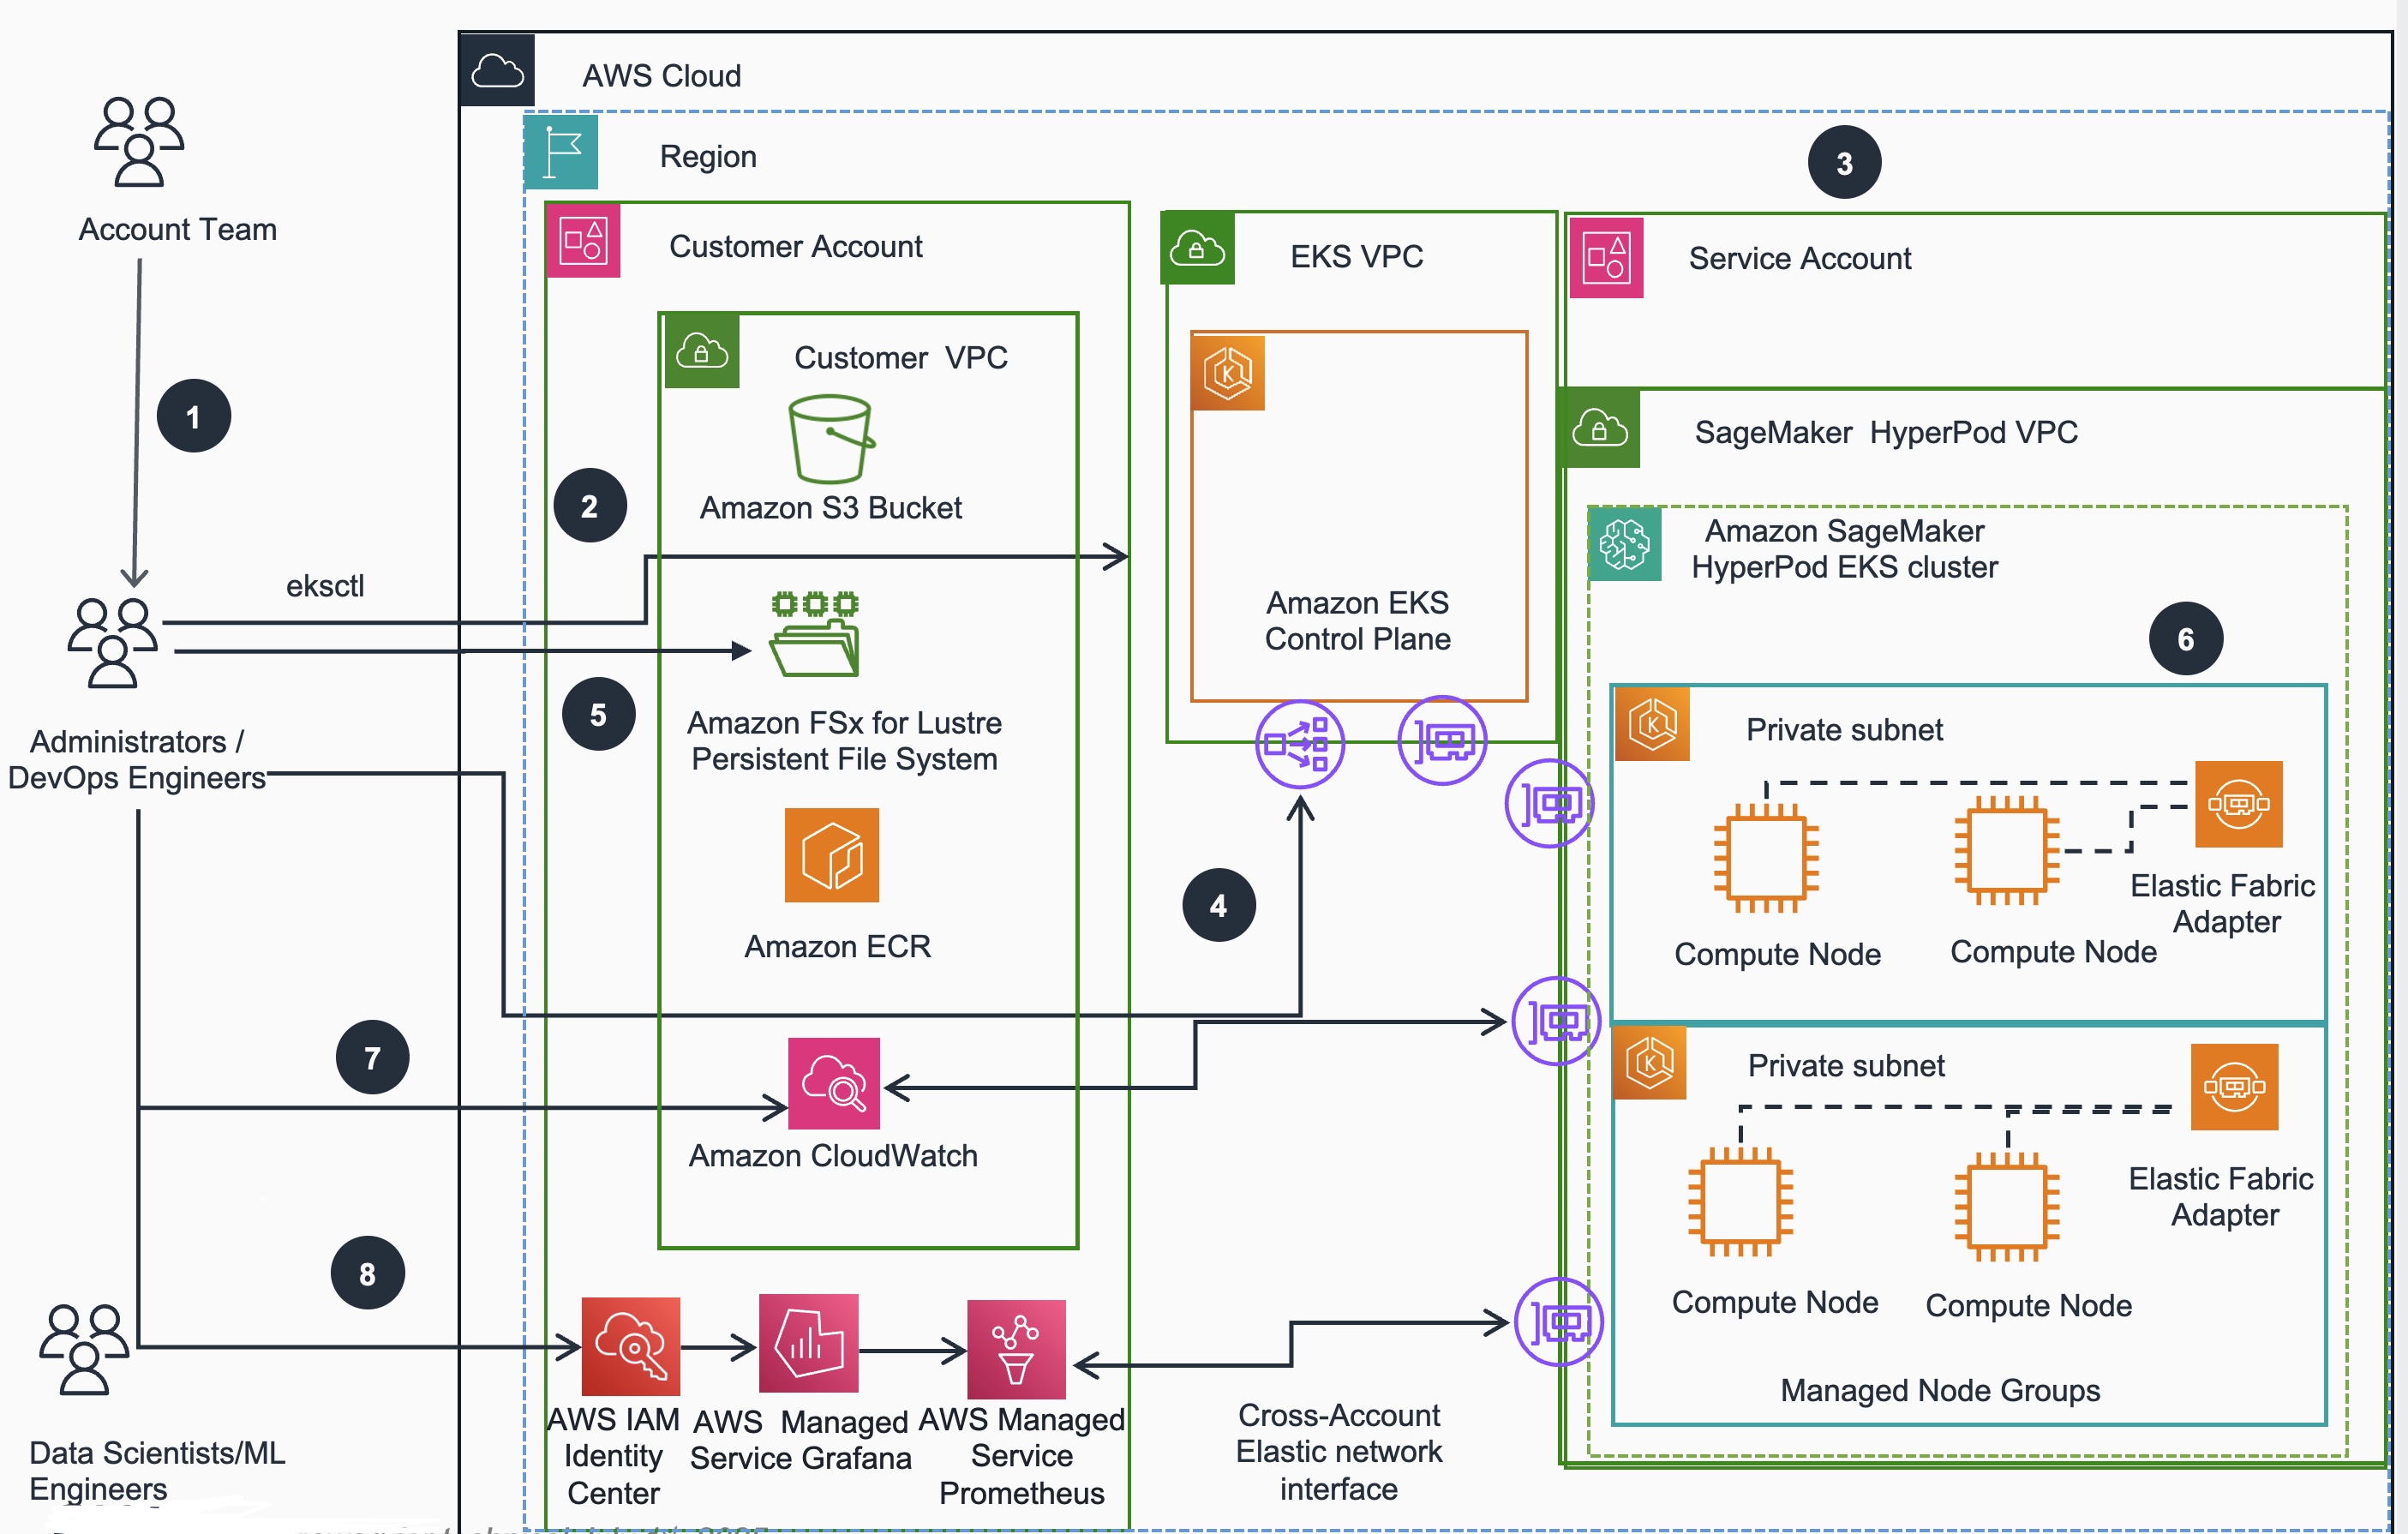 AWS Cloud
Region
3
Account Team
Customer Account
EKS VPC
Service Account
Customer VPC
1
SageMaker HyperPod VPC
2
Amazon S3 Bucket
Amazon SageMaker
HyperPod EKS cluster
eksctl
Amazon EKS
Control Plane
6
5
Amazon FSx for Lustre
Persistent File System
Private subnet
Administrators /
DevOps Engineers
Elastic Fabric
Adapter
4
Amazon ECR
Compute Node
Compute Node
7
Private subnet
Amazon CloudWatch
Elastic Fabric
Adapter
8
Compute Node
Compute Node
Managed Node Groups
AWS IAM
Identity
Center
AWS Managed
Service Grafana
AWS Managed
Service
Prometheus
Cross-Account
Elastic network
interface
Data Scientists/ML
Engineers